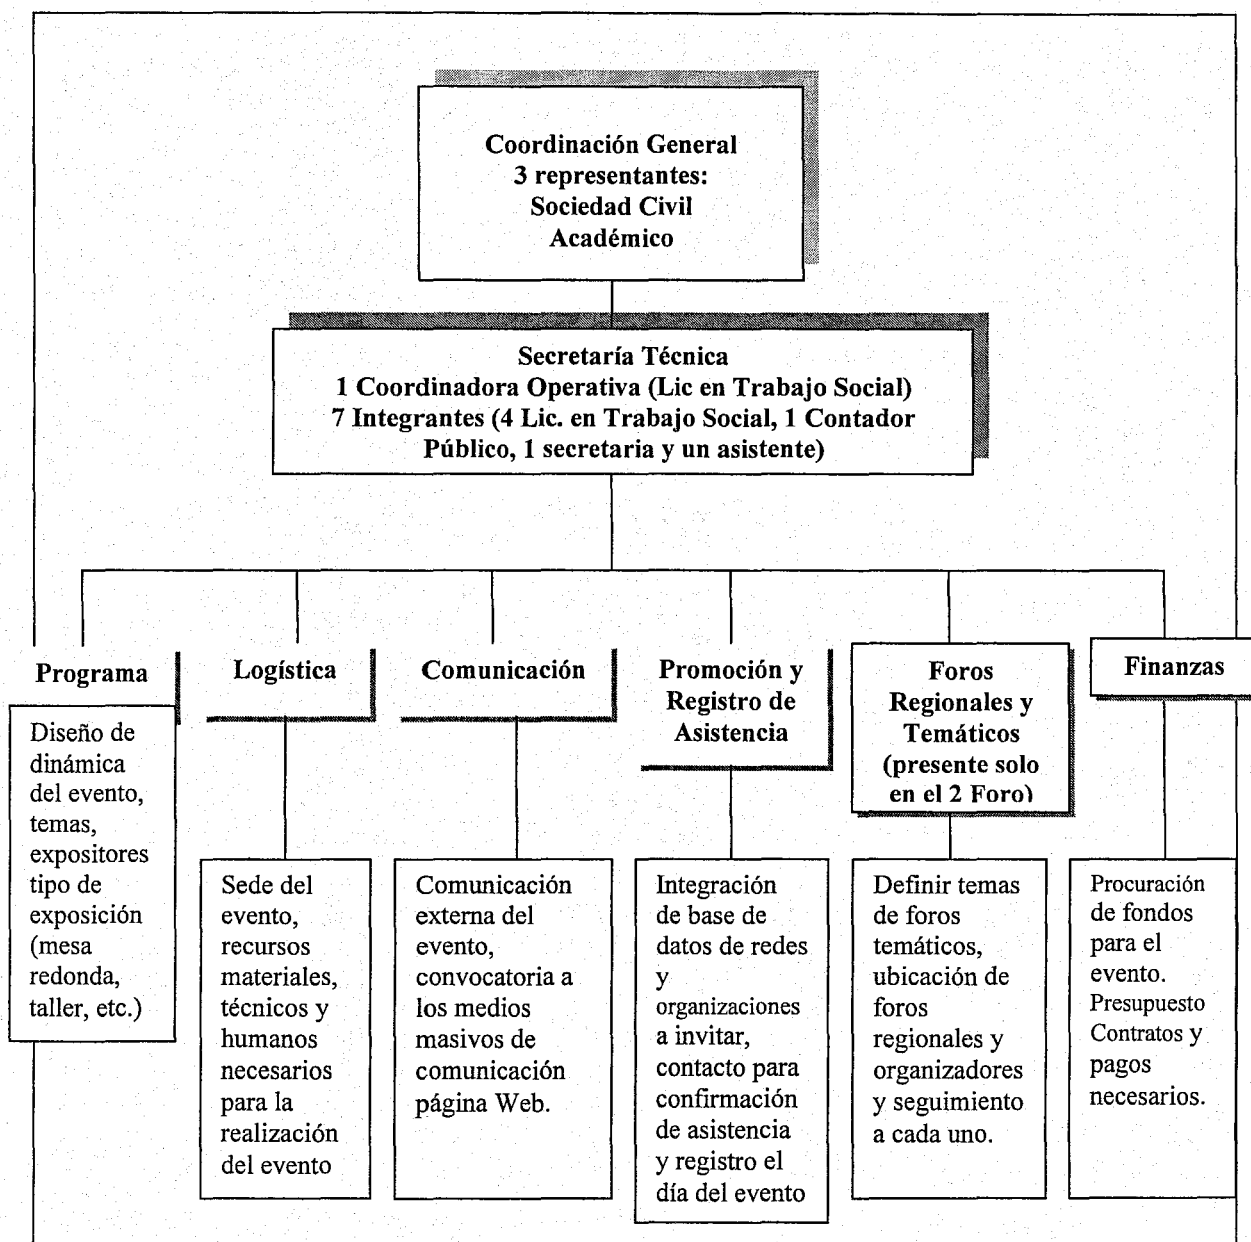 Coordinación General
3 representantes:
Sociedad Civil
Académico
Secretaría Técnica
1 Coordinadora Operativa (Lic en Trabajo Social)
7 Integrantes (4 Lic. en Trabajo Social, 1 Contador
Público, 1 secretaria y un asistente)
Programa
Diseño de
dinámica
del evento,
temas,
expositores
tipo de
exposición
(mesa
redonda,
taller, etc.)
Logística
Sede del
evento,
recursos
materiales,
técnicos y
humanos
necesarios
para la
realización
del evento
Comunicación
Comunicación
externa del
evento,
convocatoria a
los medios
masivos de
comunicación
página Web.
Promoción y
Registro de
Asistencia
Integración
de base de
datos de redes
y
organizaciones
a invitar,
contacto para
confirmación
de asistencia
y registro el
día del evento
Foros
Regionales y
Temáticos
(presente solo
en el 2 Foro)
Definir temas
de foros
temáticos,
ubicación de
foros
regionales y
organizadores
y seguimiento
a cada uno.
Finanzas
Procuración
de fondos
para el
evento.
Presupuesto
Contratos y
pagos
necesarios.